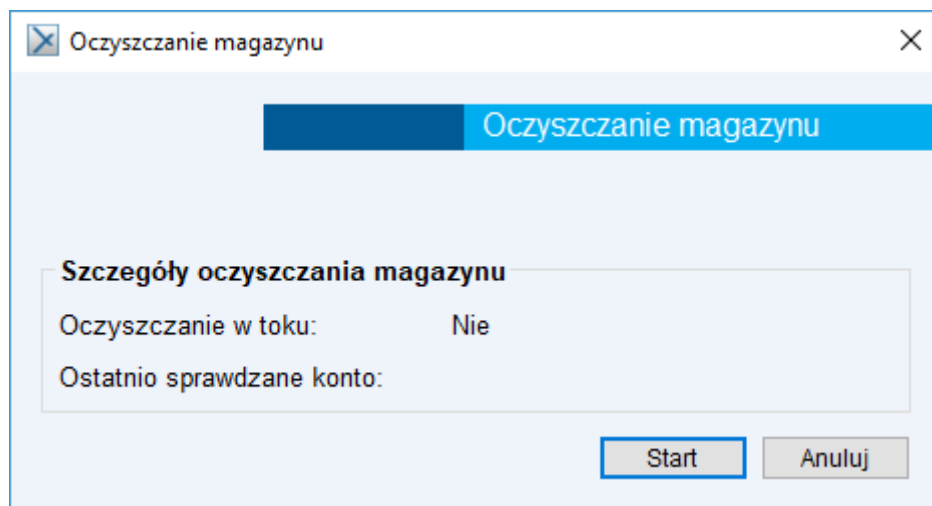 Oczyszczanie magazynu
Oczyszczanie magazynu
Szczegóły oczyszczania magazynu
Oczyszczanie w toku: Nie
Ostatnio sprawdzane konto:
Start Anuluj